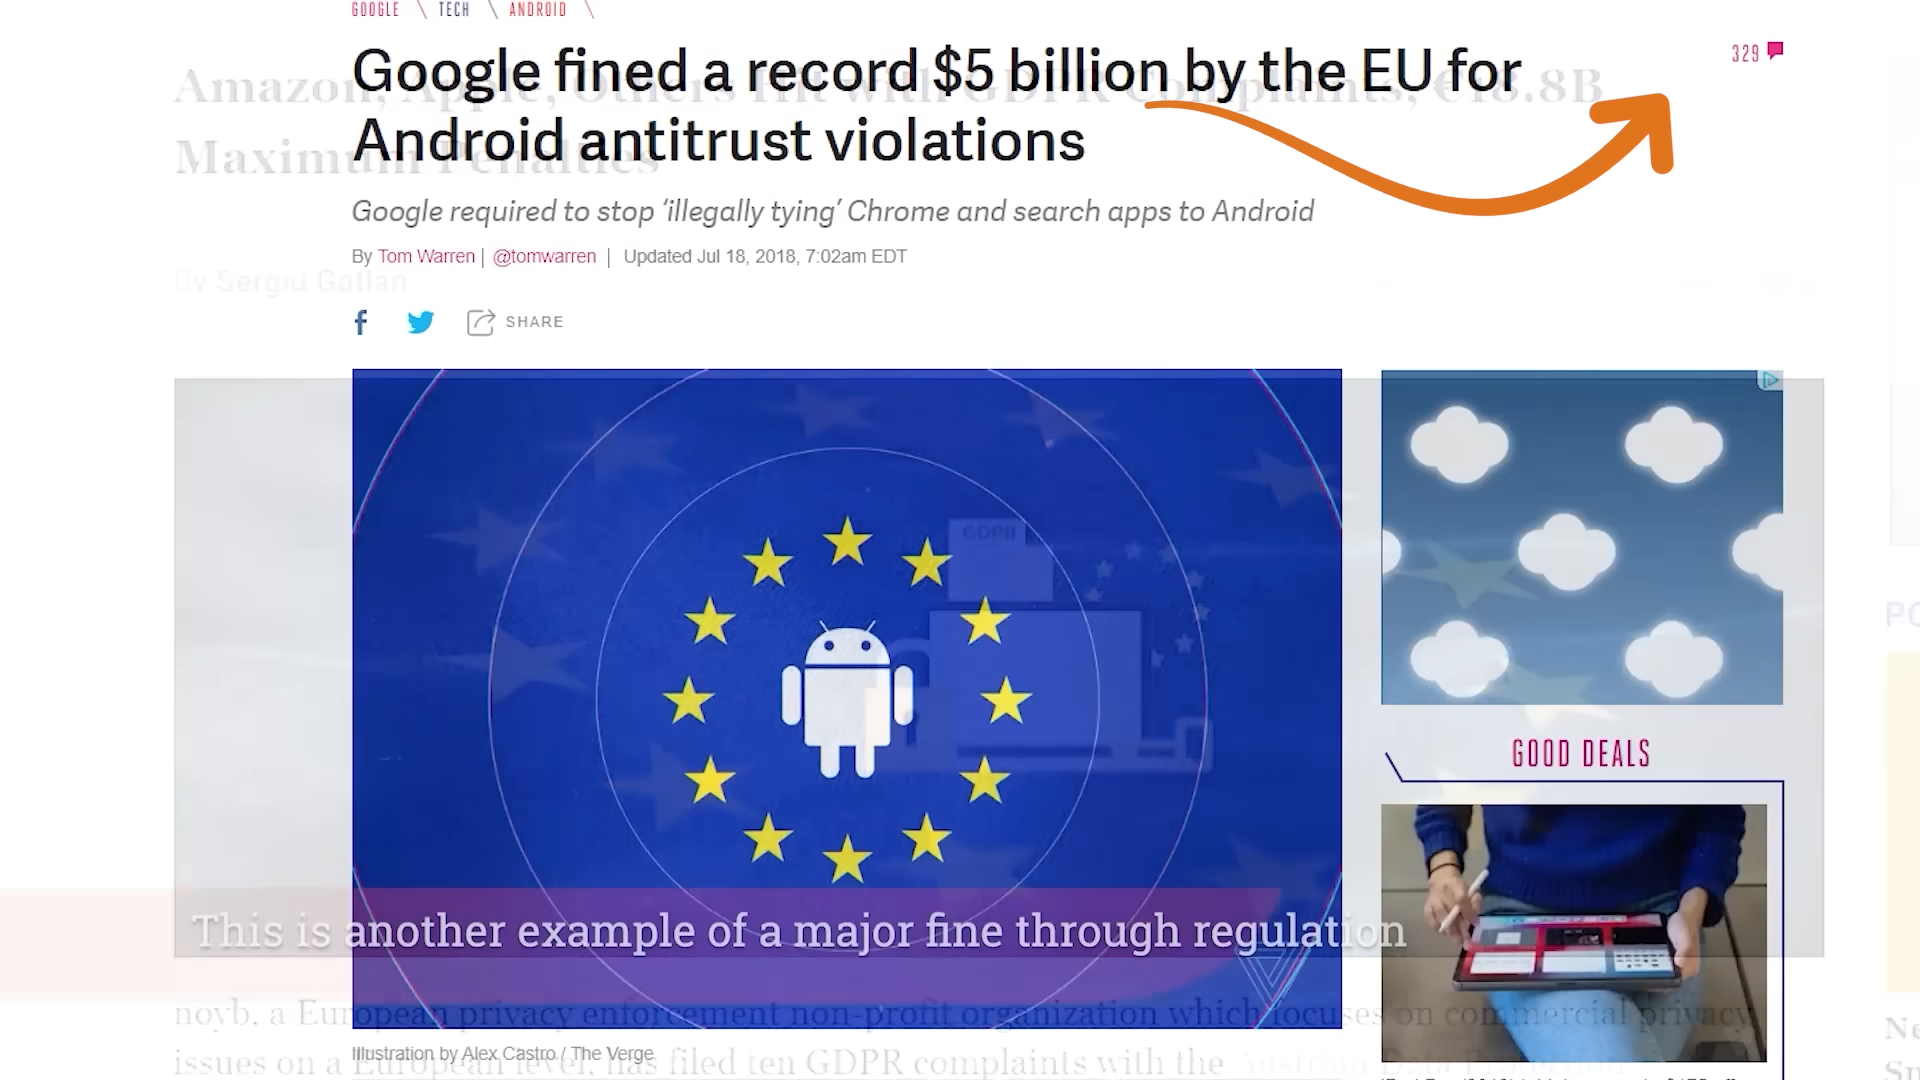 GOOGLE \ TECH \ ANDROID \
Google fined a record $5 billion by the EU for
Android antitrust violations
329
Amazon, Apple, Others Hit with GDPR Complaints, €18.8B
Maximum Penalties
Google required to stop ‘illegally tying’ Chrome and search apps to Android
By Tom Warren | @tomwarren | Updated Jul 18, 2018, 7:02am EDT
By Sergiu Gatlan
SHARE
GDPR
GOOD DEALS
This is another example of a major fine through regulation
noyb, a European privacy enforcement non-profit organization which focuses on commercial privacy
issues on a European level, has filed ten GDPR complaints with the Austrian Data Protection
Illustration by Alex Castro / The Verge